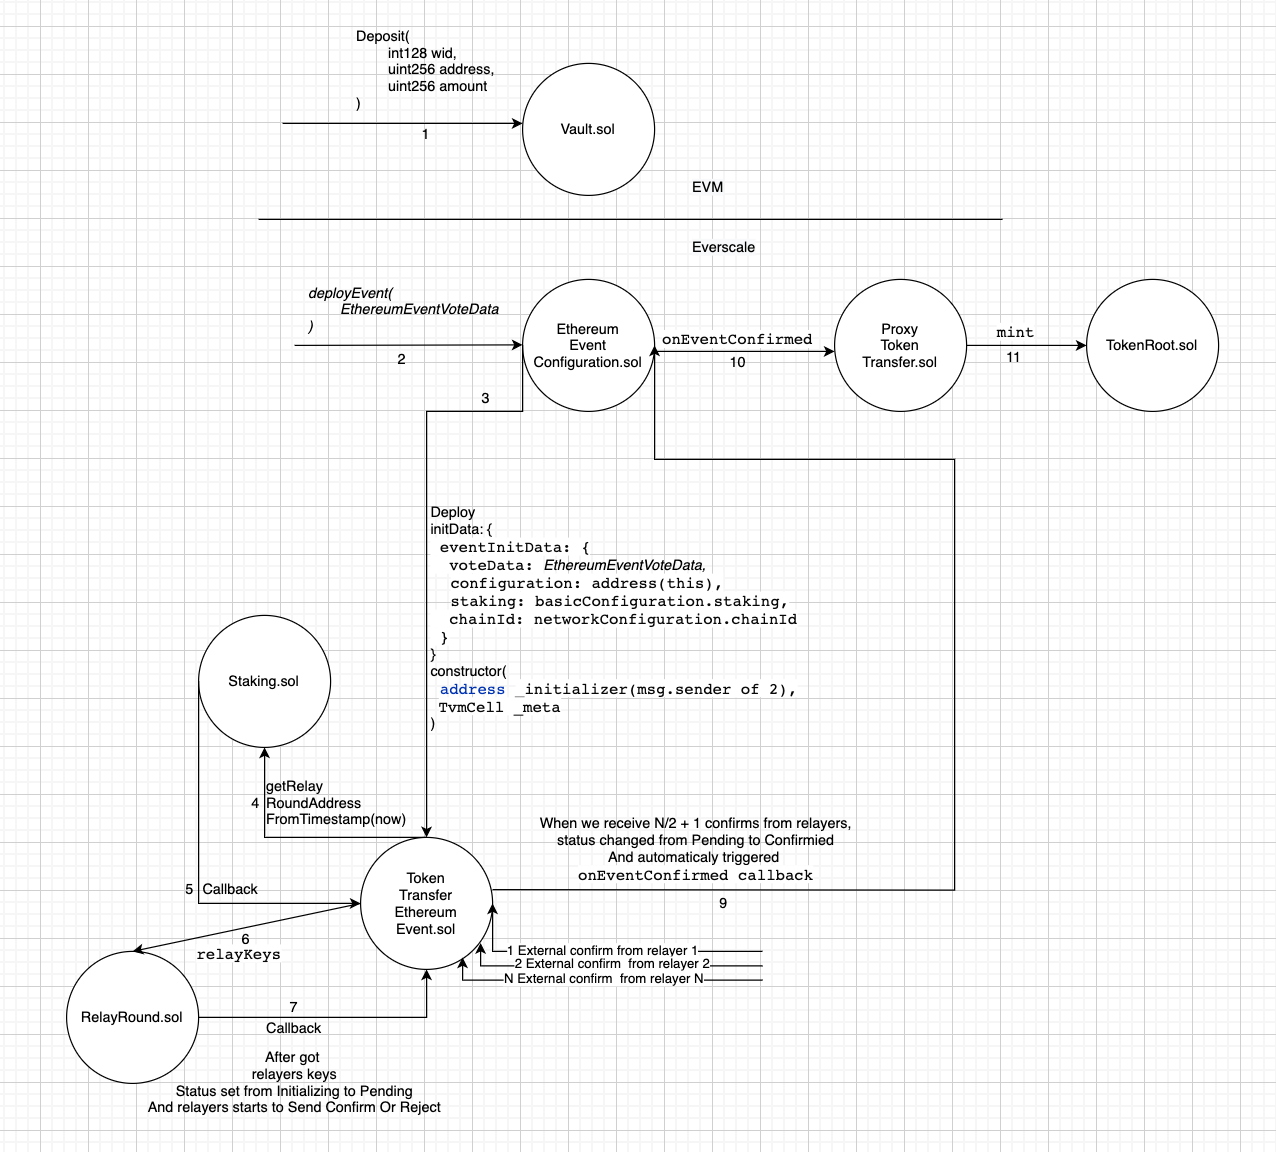 Deposit(
int128 wid,
uint256 address,
uint256 amount
)
1
Vault.sol
EVM
Everscale
deployEvent(
EthereumEventVoteData
)
2
Ethereum
Event
Configuration.sol
onEventConfirmed
10
Proxy
Token
Transfer.sol
mint
11
TokenRoot.sol
3
Deploy
initData: {
eventInitData: {
voteData: EthereumEventVoteData,
configuration: address(this),
staking: basicConfiguration.staking,
chainId: networkConfiguration.chainId
}
}
constructor(
address _initializer(msg.sender of 2),
TvmCell _meta
)
Staking.sol
4
getRelay
RoundAddress
FromTimestamp(now)
When we receive N/2 + 1 confirms from relayers,
status changed from Pending to Confirmied
And automaticaly triggered
onEventConfirmed callback
9
Token
Transfer
Ethereum
Event.sol
5 Callback
6
relayKeys
1 External confirm from relayer 1
2 External confirm from relayer 2
N External confirm from relayer N
RelayRound.sol
7
Callback
After got
relayers keys
Status set from Initializing to Pending
And relayers starts to Send Confirm Or Reject